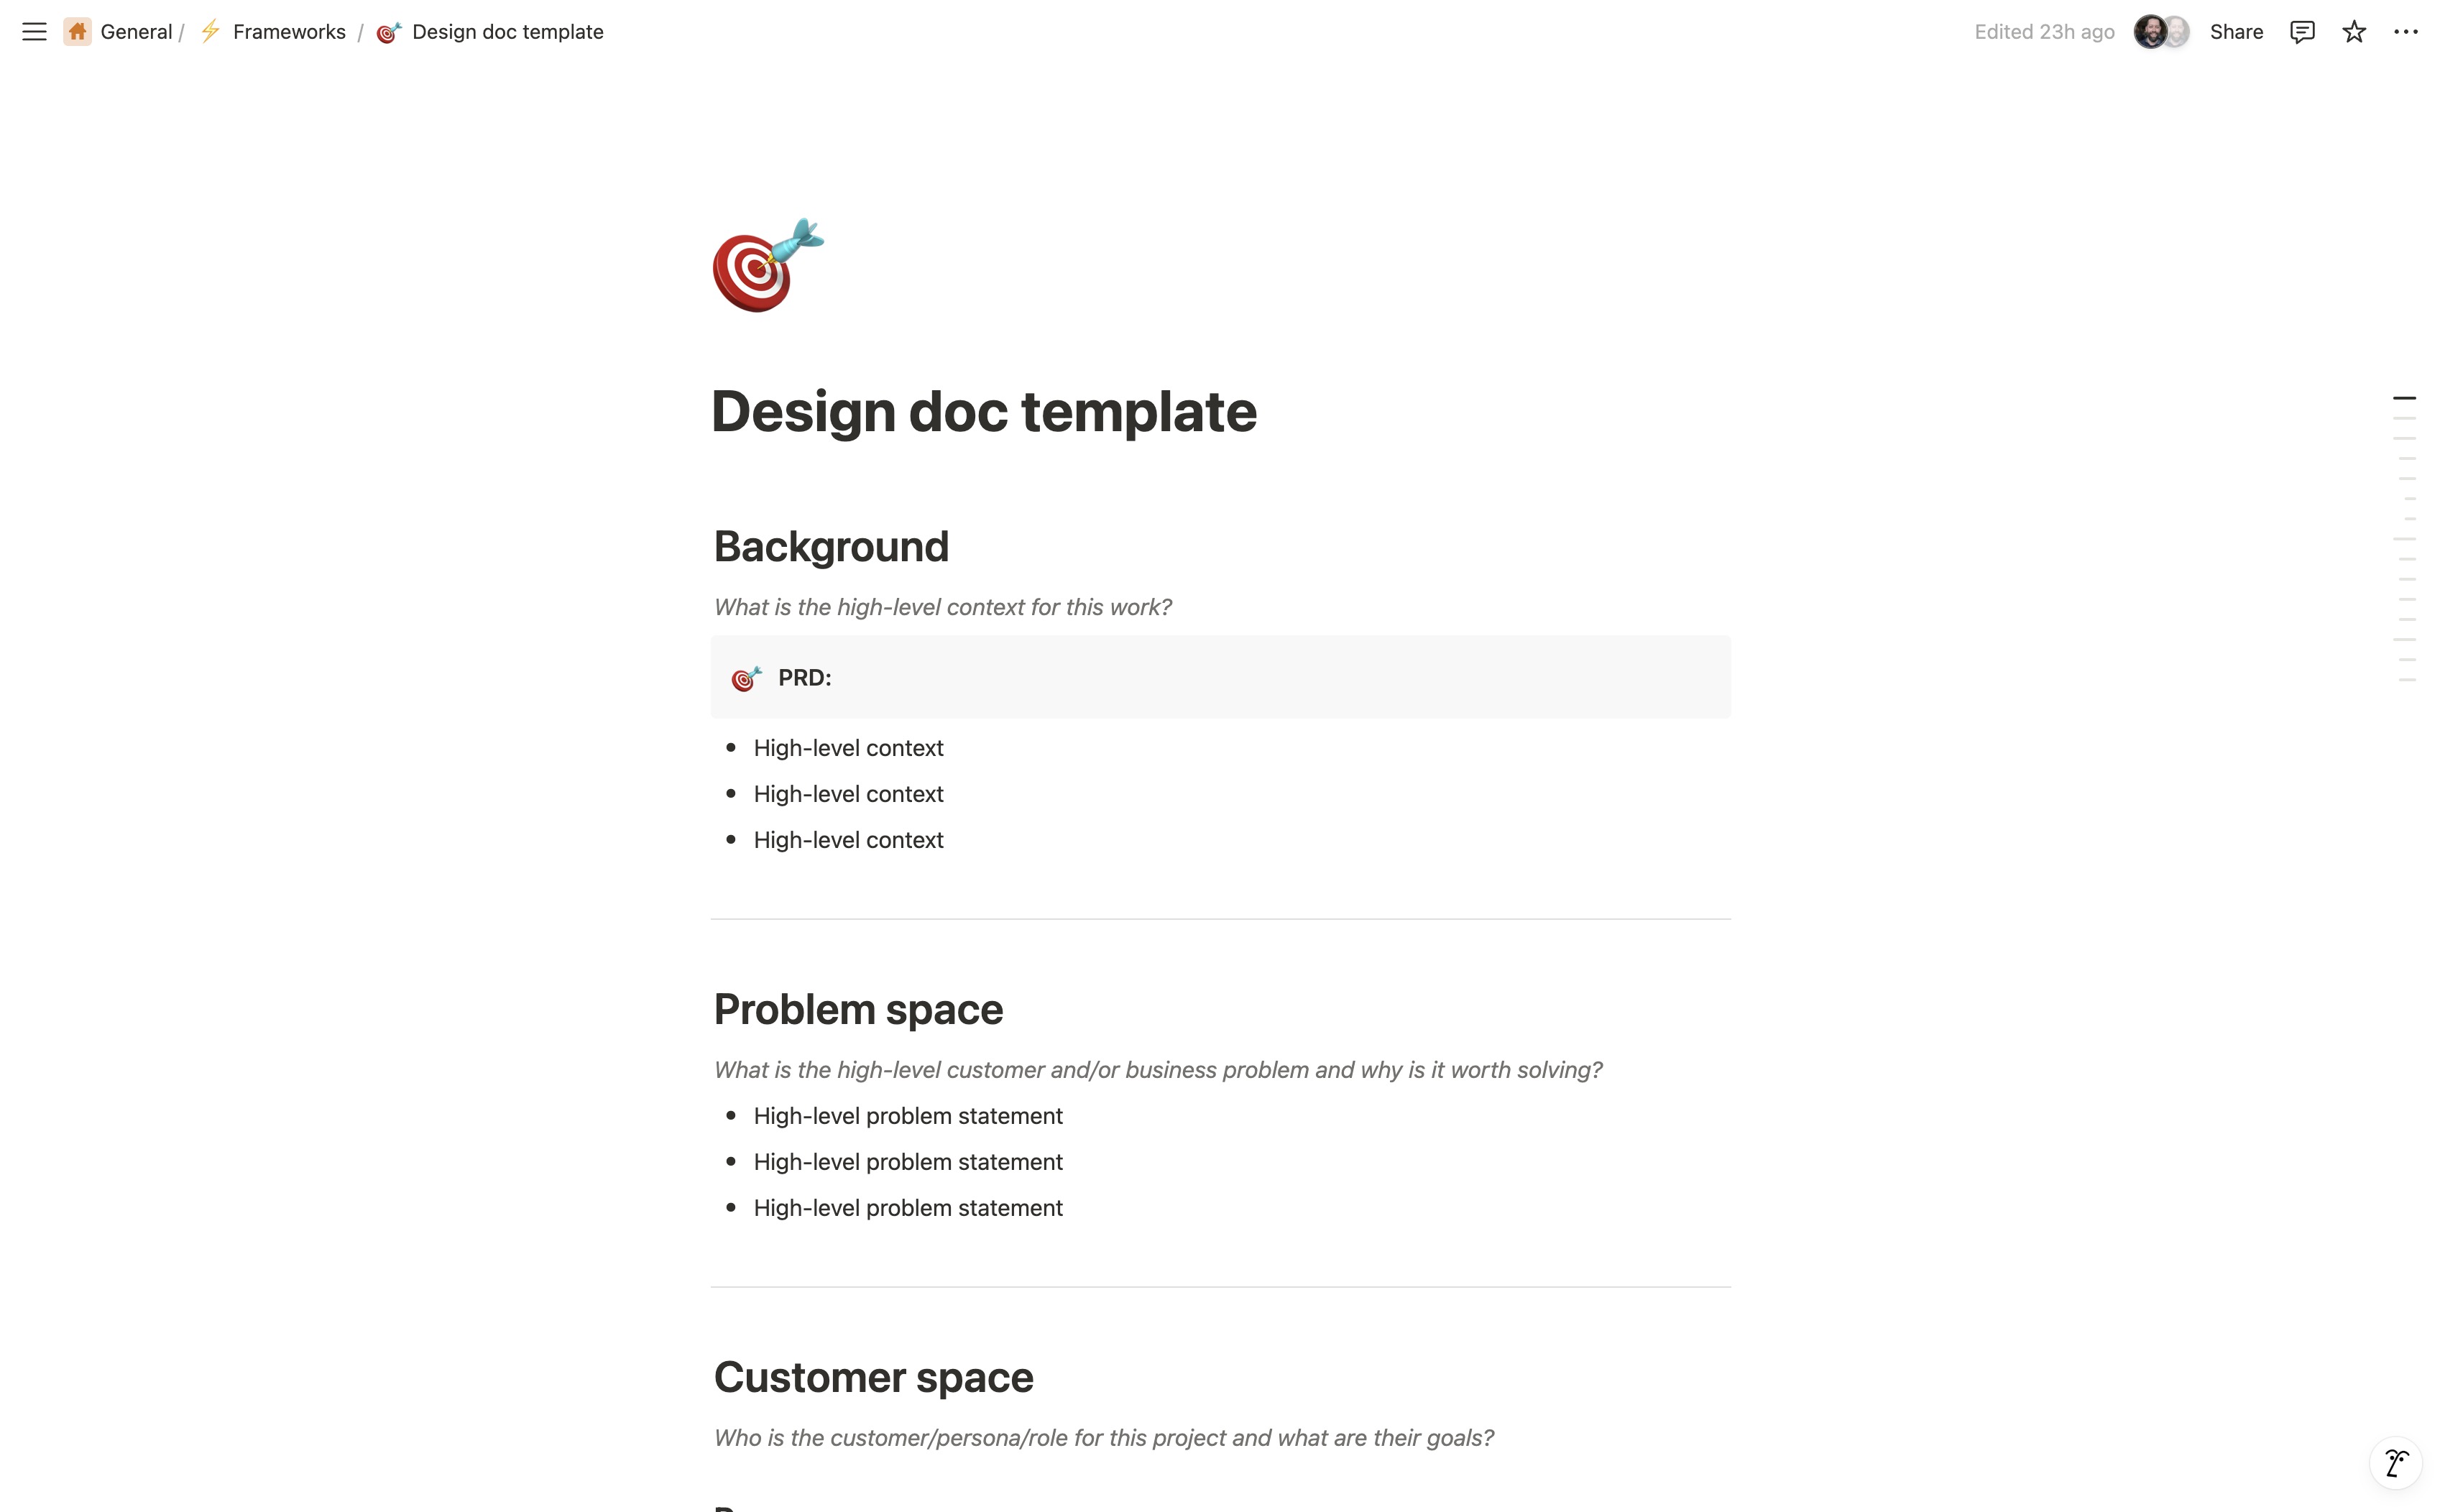 General / Frameworks / Design doc template
Edited 23h ago
Share
Design doc template
Background
What is the high-level context for this work?
PRD:
High-level context
High-level context
High-level context
Problem space
What is the high-level customer and/or business problem and why is it worth solving?
High-level problem statement
High-level problem statement
High-level problem statement
Customer space
Who is the customer/persona/role for this project and what are their goals?